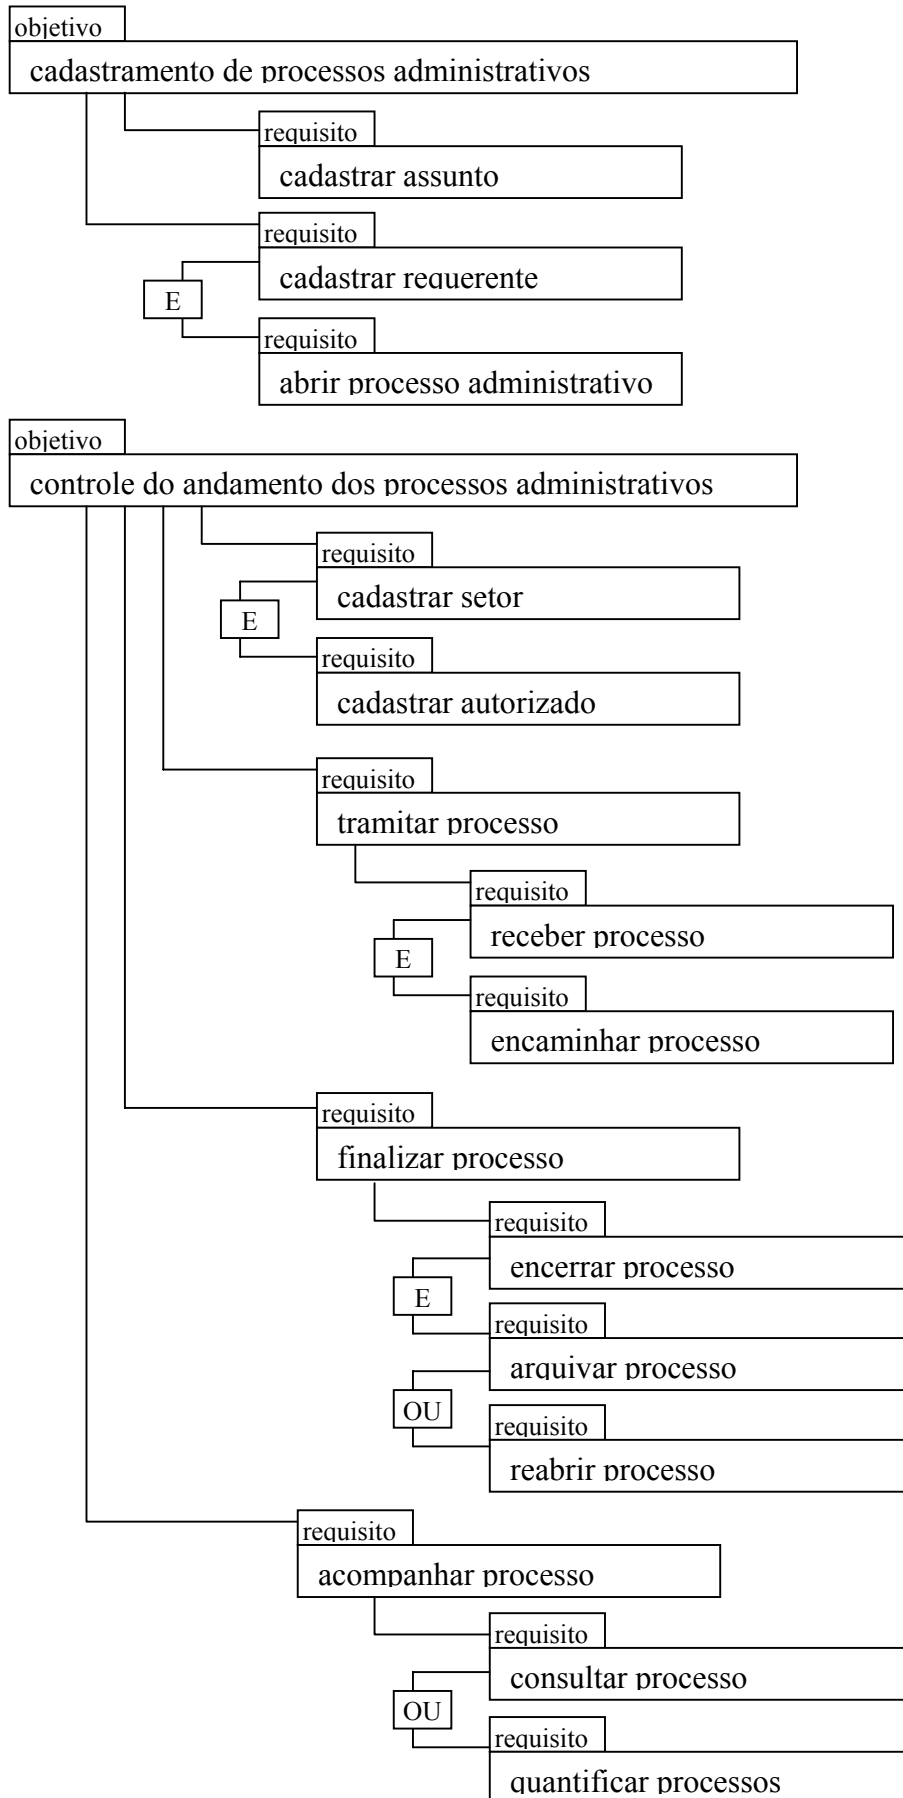 objetivo
cadastramento de processos administrativos
requisito
cadastrar assunto
requisito
cadastrar requerente
E
requisito
abrir processo administrativo
objetivo
controle do andamento dos processos administrativos
requisito
cadastrar setor
E
requisito
cadastrar autorizado
requisito
tramitar processo
requisito
receber processo
E
requisito
encaminhar processo
requisito
finalizar processo
requisito
encerrar processo
E
requisito
arquivar processo
OU
requisito
reabrir processo
requisito
acompanhar processo
requisito
consultar processo
OU
requisito
quantificar processos